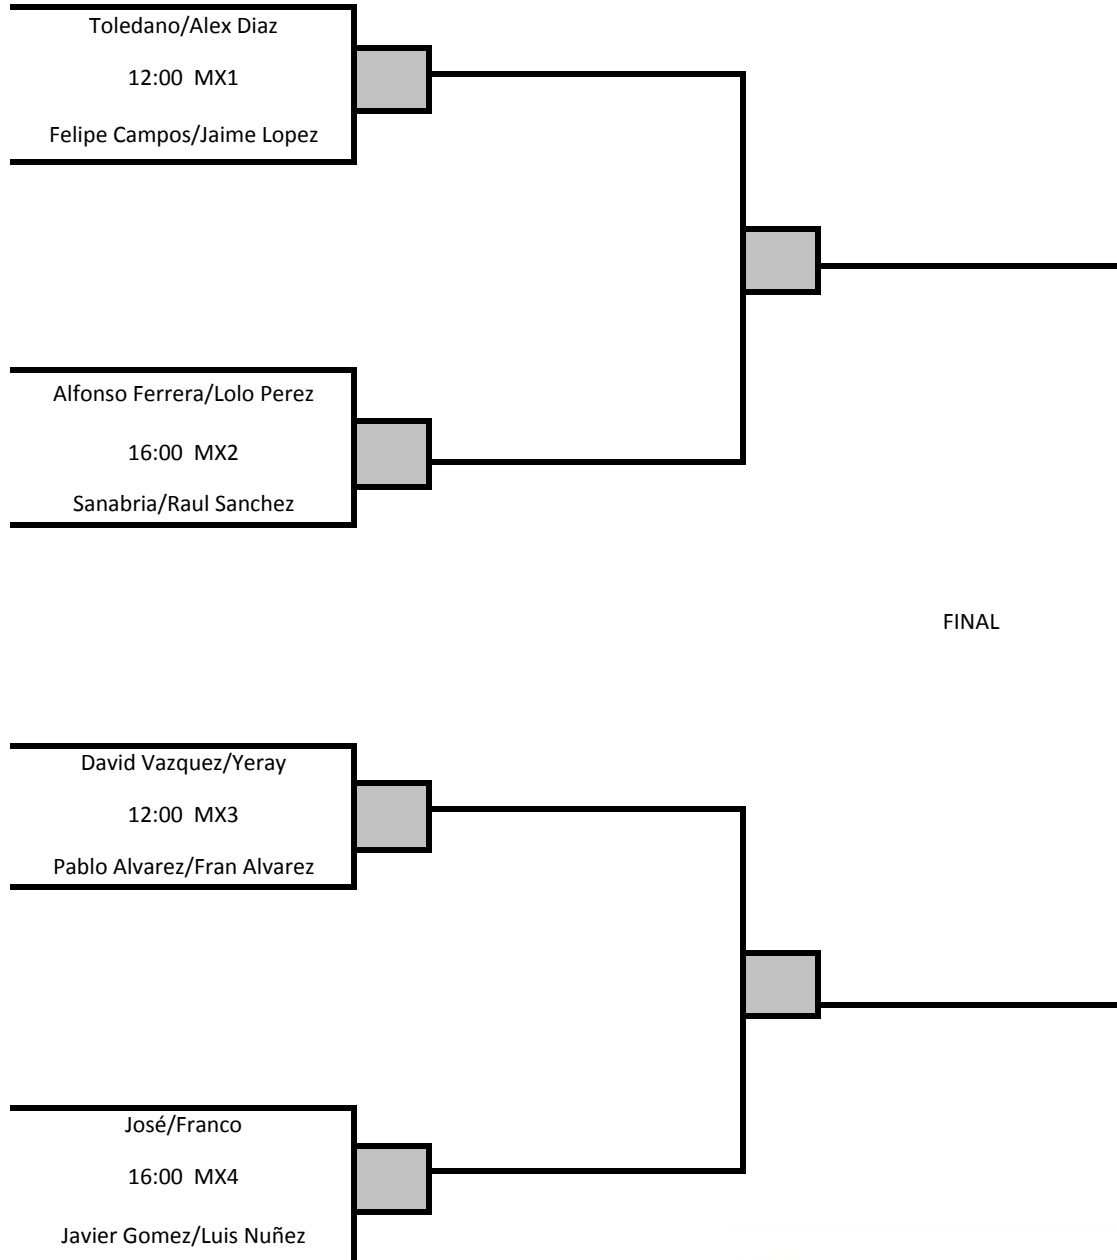 Toledano/Alex Diaz
12:00 MX1
Felipe Campos/Jaime Lopez
Alfonso Ferrera/Lolo Perez
16:00 MX2
Sanabria/Raul Sanchez
FINAL
David Vazquez/Yeray
12:00 MX3
Pablo Alvarez/Fran Alvarez
José/Franco
16:00 MX4
Javier Gomez/Luis Nuñez